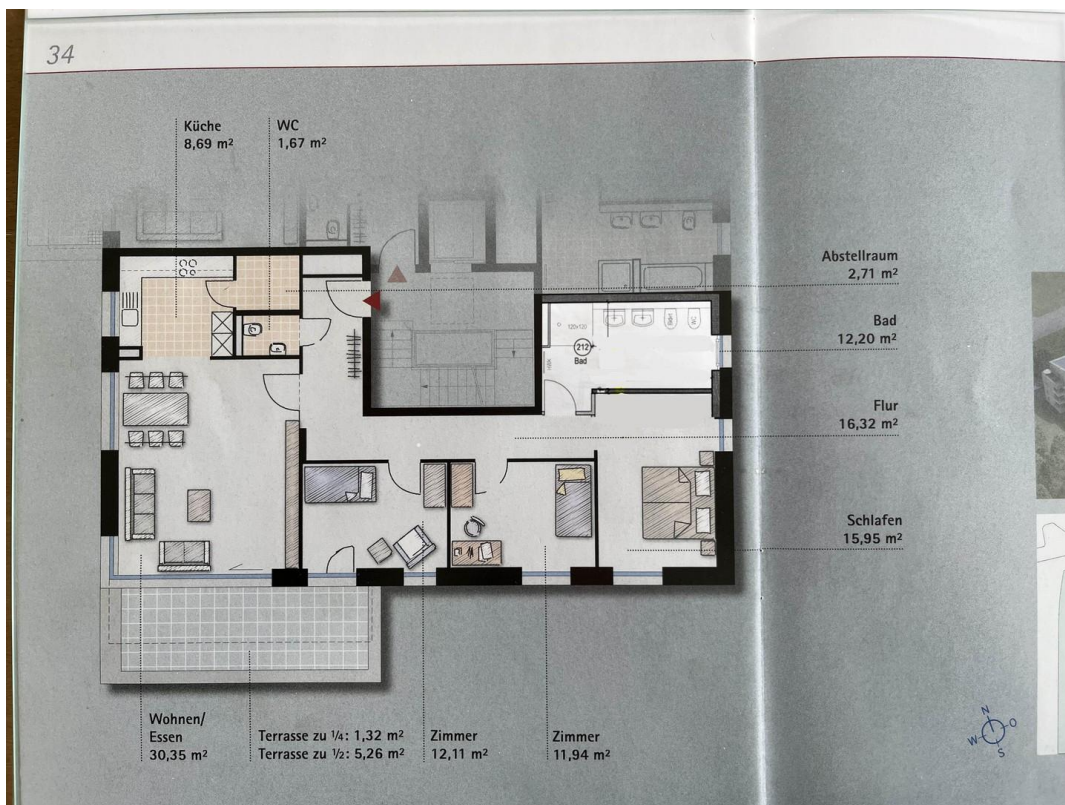 34
Küche
8,69 m²
WC
1,67 m²
Abstellraum
2,71 m²
Bad
12,20 m²
Flur
16,32 m²
Schlafen
15,95 m²
120x120
212
Bad
WC
Wohnen/
Essen
30,35 m²
Terrasse zu ¼: 1,32 m²
Terrasse zu ½: 5,26 m²
Zimmer
12,11 m²
Zimmer
11,94 m²
N
O
W
S